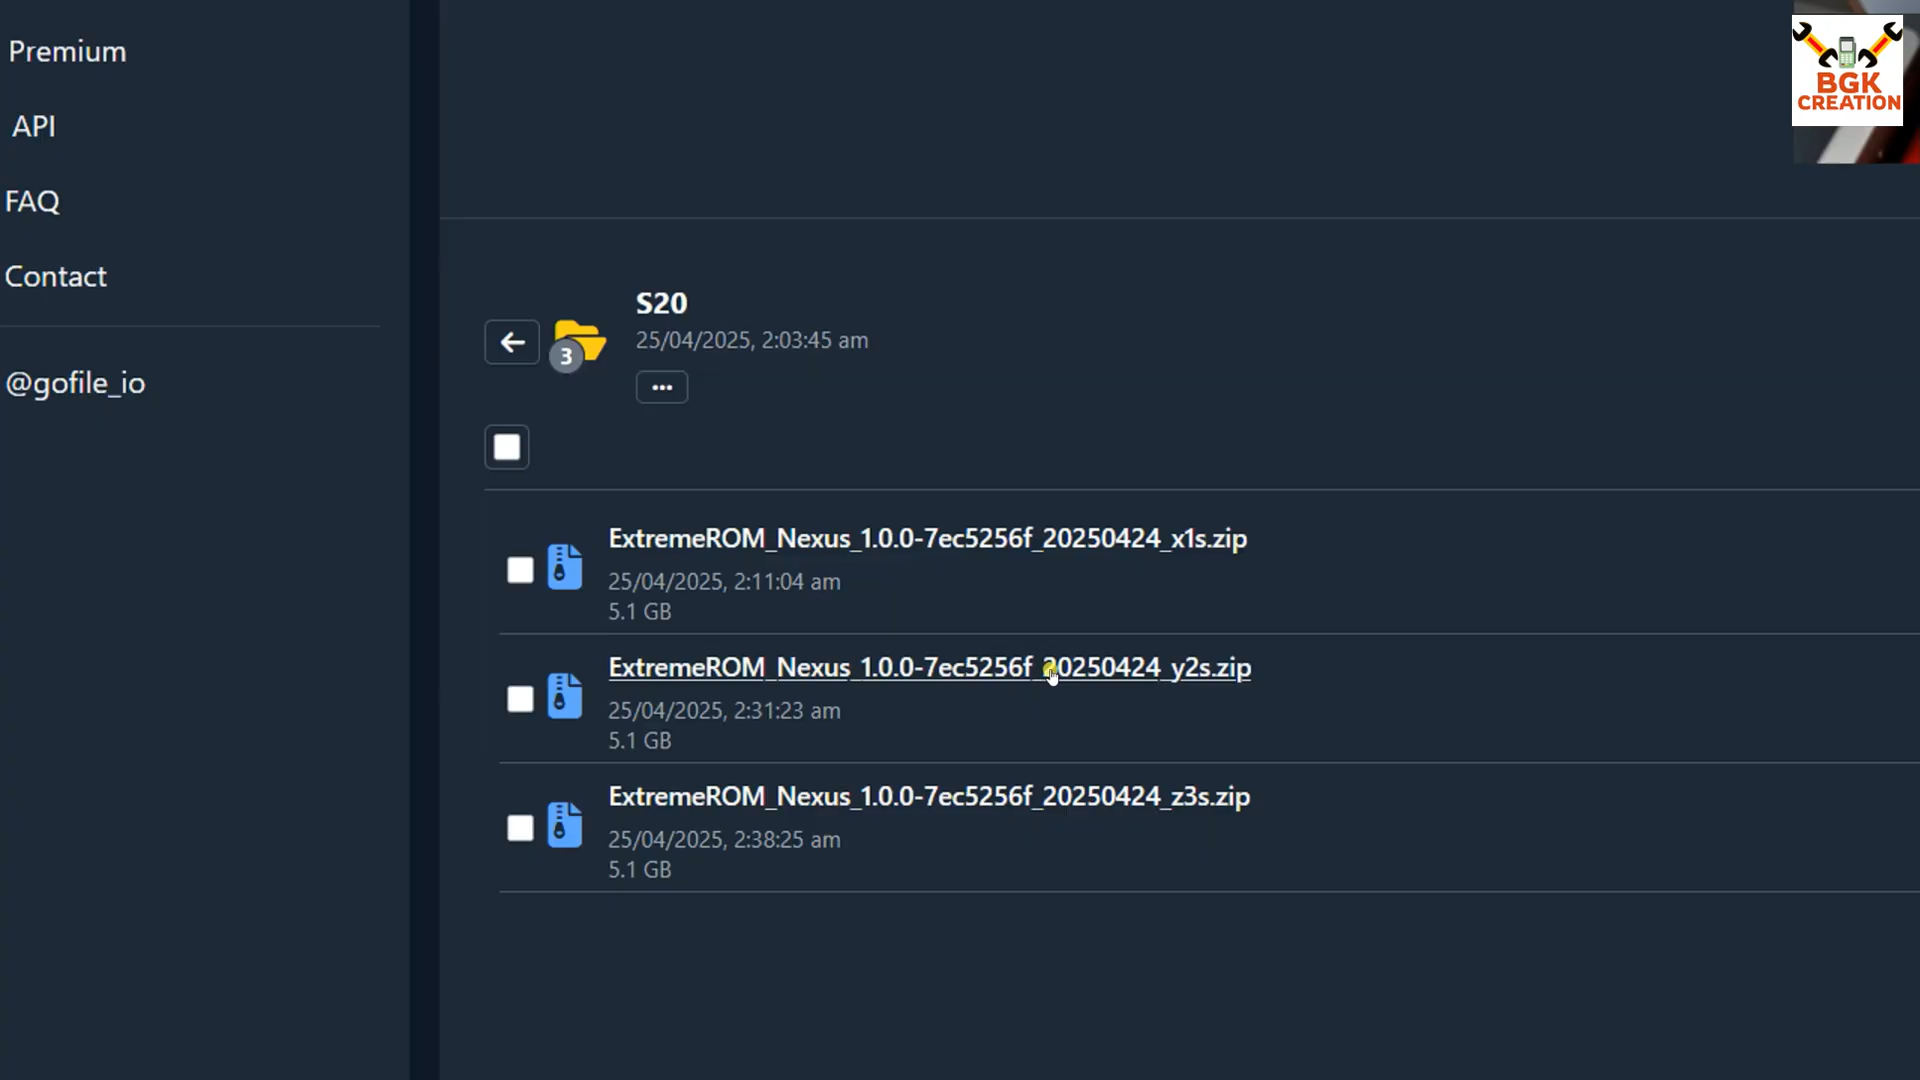 Premium
API
FAQ
Contact
@gofile_io
BGK
CREATION
S20
3
25/04/2025, 2:03:45 am
ExtremeROM_Nexus_1.0.0-7ec5256f_20250424_x1s.zip
25/04/2025, 2:11:04 am
5.1 GB
ExtremeROM_Nexus_1.0.0-7ec5256f_20250424_y2s.zip
25/04/2025, 2:31:23 am
5.1 GB
ExtremeROM_Nexus_1.0.0-7ec5256f_20250424_z3s.zip
25/04/2025, 2:38:25 am
5.1 GB